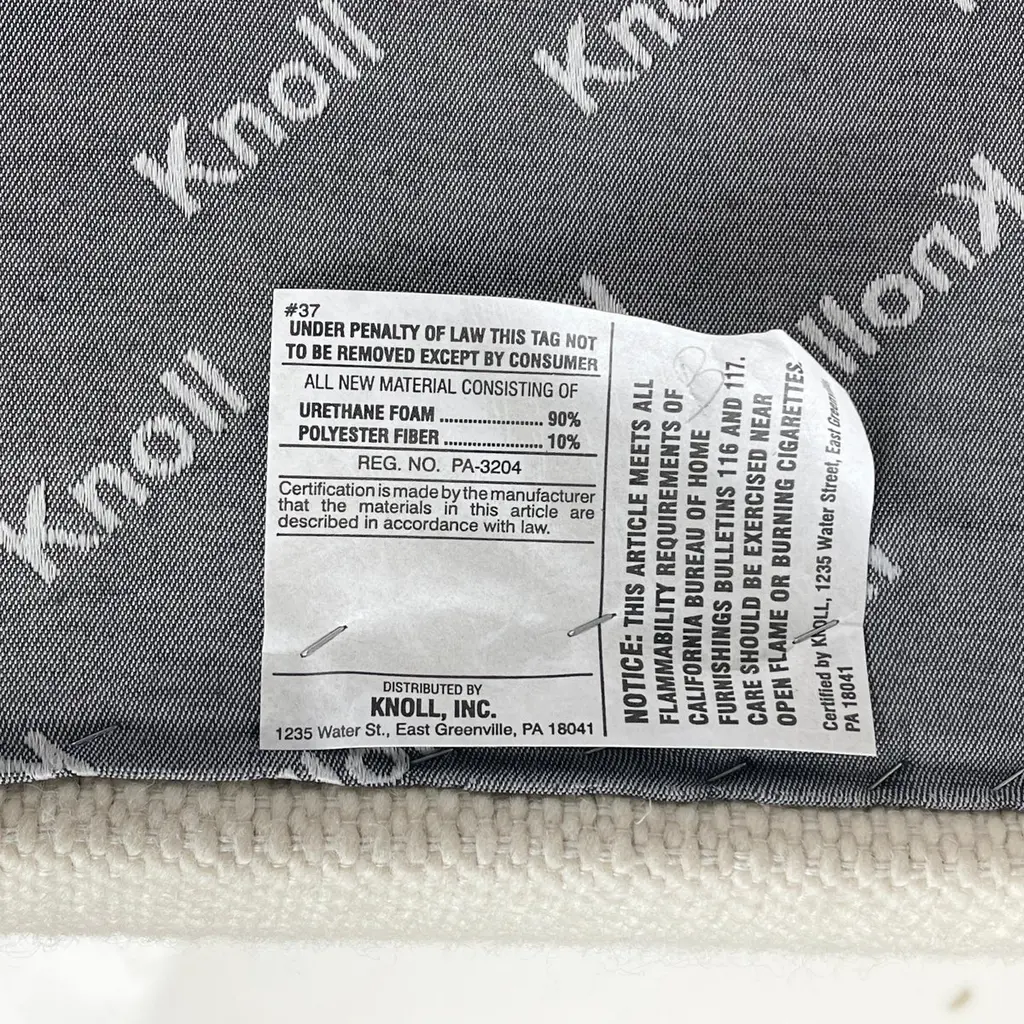 Knoll
Kno
Knoll
llonX
#37
UNDER PENALTY OF LAW THIS TAG NOT
TO BE REMOVED EXCEPT BY CONSUMER
ALL NEW MATERIAL CONSISTING OF
URETHANE FOAM ........................ 90%
POLYESTER FIBER ....................... 10%
REG. NO. PA-3204
Certification is made by the manufacturer
that the materials in this article are
described in accordance with law.
DISTRIBUTED BY
KNOLL, INC.
1235 Water St., East Greenville, PA 18041
NOTICE: THIS ARTICLE MEETS ALL
FLAMMABILITY REQUIREMENTS OF
CALIFORNIA BUREAU OF HOME
FURNISHINGS BULLETINS 116 AND 117.
CARE SHOULD BE EXERCISED NEAR
OPEN FLAME OR BURNING CIGARETTES.
Certified by KNOLL, 1235 Water Street, East Greenville,
PA 18041